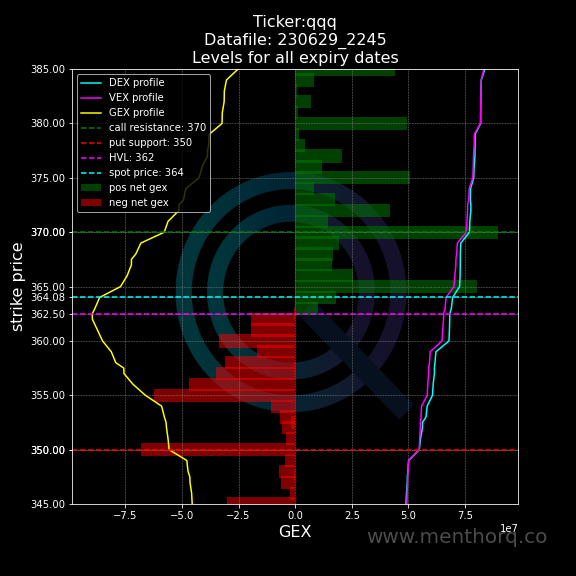 Ticker:qqq
Datafile: 230629_2245
Levels for all expiry dates
DEX profile
VEX profile
GEX profile
call resistance: 370
put support: 350
HVL: 362
spot price: 364
pos net gex
neg net gex
385.00
380.00
375.00
370.00
365.00
364.08
362.50
360.00
355.00
350.00
345.00
strike price
−7.5
−5.0
−2.5
0.0
2.5
5.0
7.5
1e7
GEX
www.menthorq.co